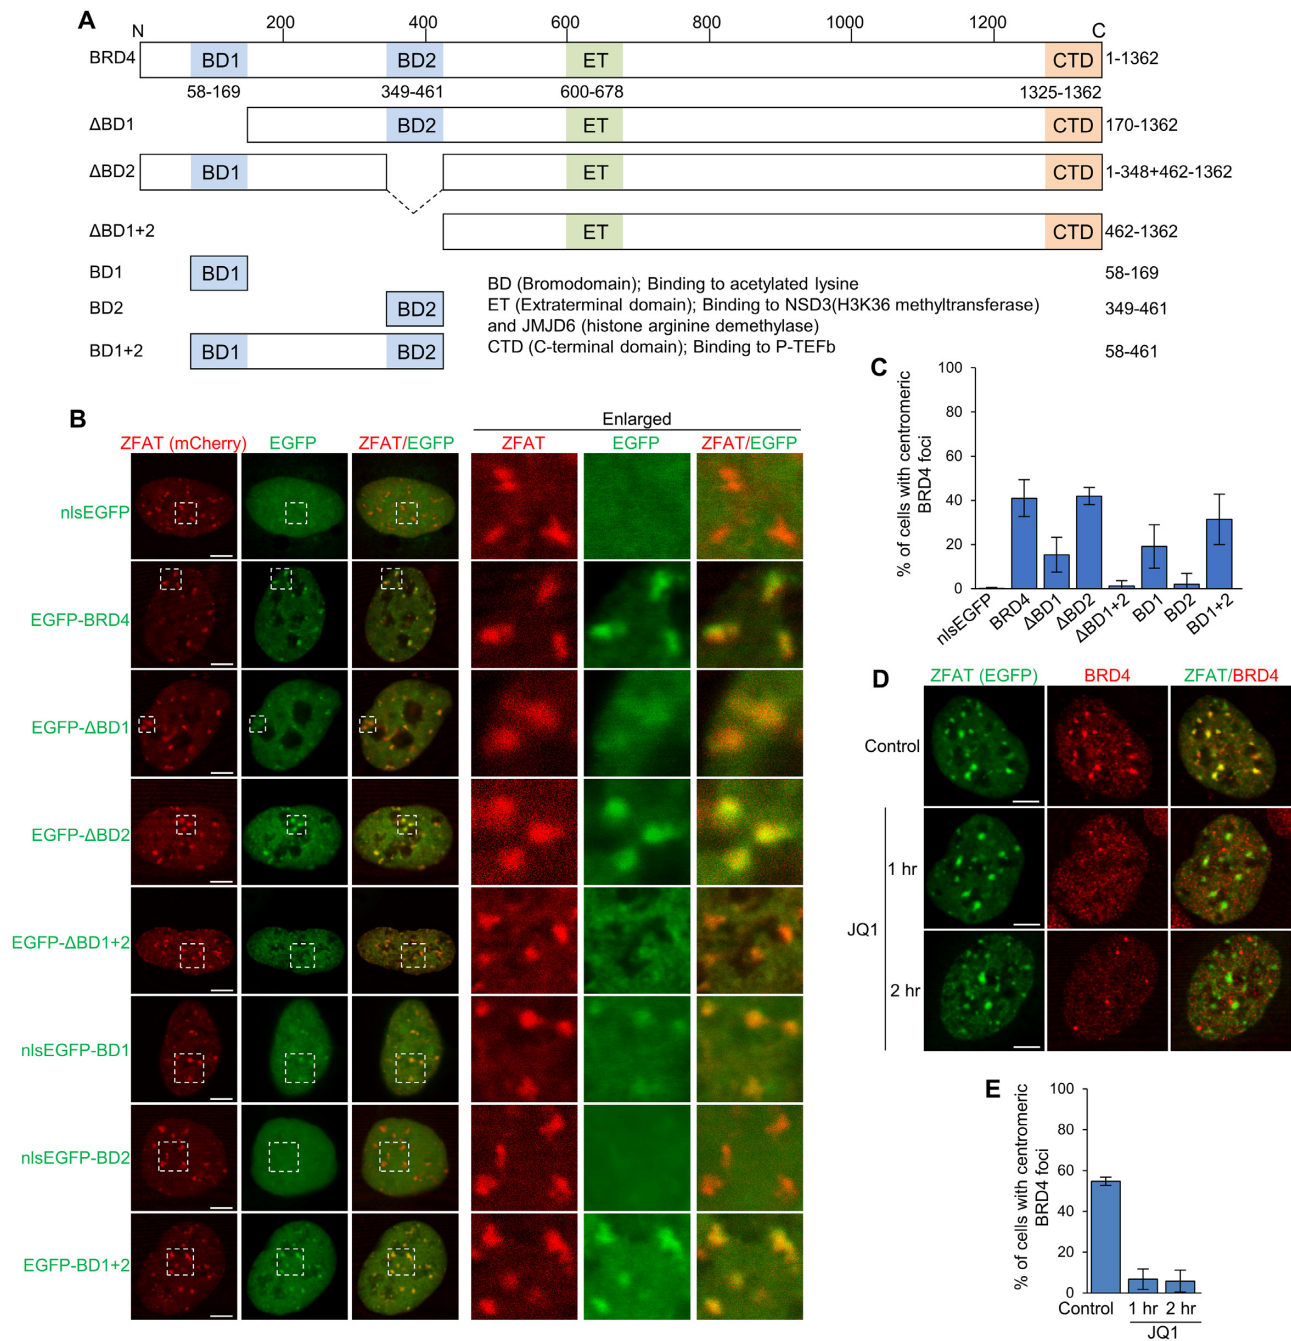 A
N 200 400 600 800 1000 1200 C
BRD4 BD1 BD2 ET CTD 1-1362
58-169 349-461 600-678 1325-1362
ΔBD1 BD2 ET CTD 170-1362
ΔBD2 BD1 ET CTD 1-348+462-1362
ΔBD1+2 ET CTD 462-1362
BD1 BD1 58-169
BD2 BD2 349-461
BD1+2 BD1 BD2 58-461
BD (Bromodomain); Binding to acetylated lysine
ET (Extraterminal domain); Binding to NSD3(H3K36 methyltransferase)
and JMJD6 (histone arginine demethylase)
CTD (C-terminal domain); Binding to P-TEFb
B
Enlarged
ZFAT (mCherry) EGFP ZFAT/EGFP ZFAT EGFP ZFAT/EGFP
nlsEGFP
EGFP-BRD4
EGFP-ΔBD1
EGFP-ΔBD2
EGFP-ΔBD1+2
nlsEGFP-BD1
nlsEGFP-BD2
EGFP-BD1+2
C
% of cells with centromeric
BRD4 foci
100
80
60
40
20
0
nlsEGFP BRD4 ΔBD1 ΔBD2 ΔBD1+2 BD1 BD2 BD1+2
D
ZFAT (EGFP) BRD4 ZFAT/BRD4
Control
JQ1
1 hr
2 hr
E
% of cells with centromeric
BRD4 foci
100
80
60
40
20
0
Control 1 hr 2 hr
JQ1